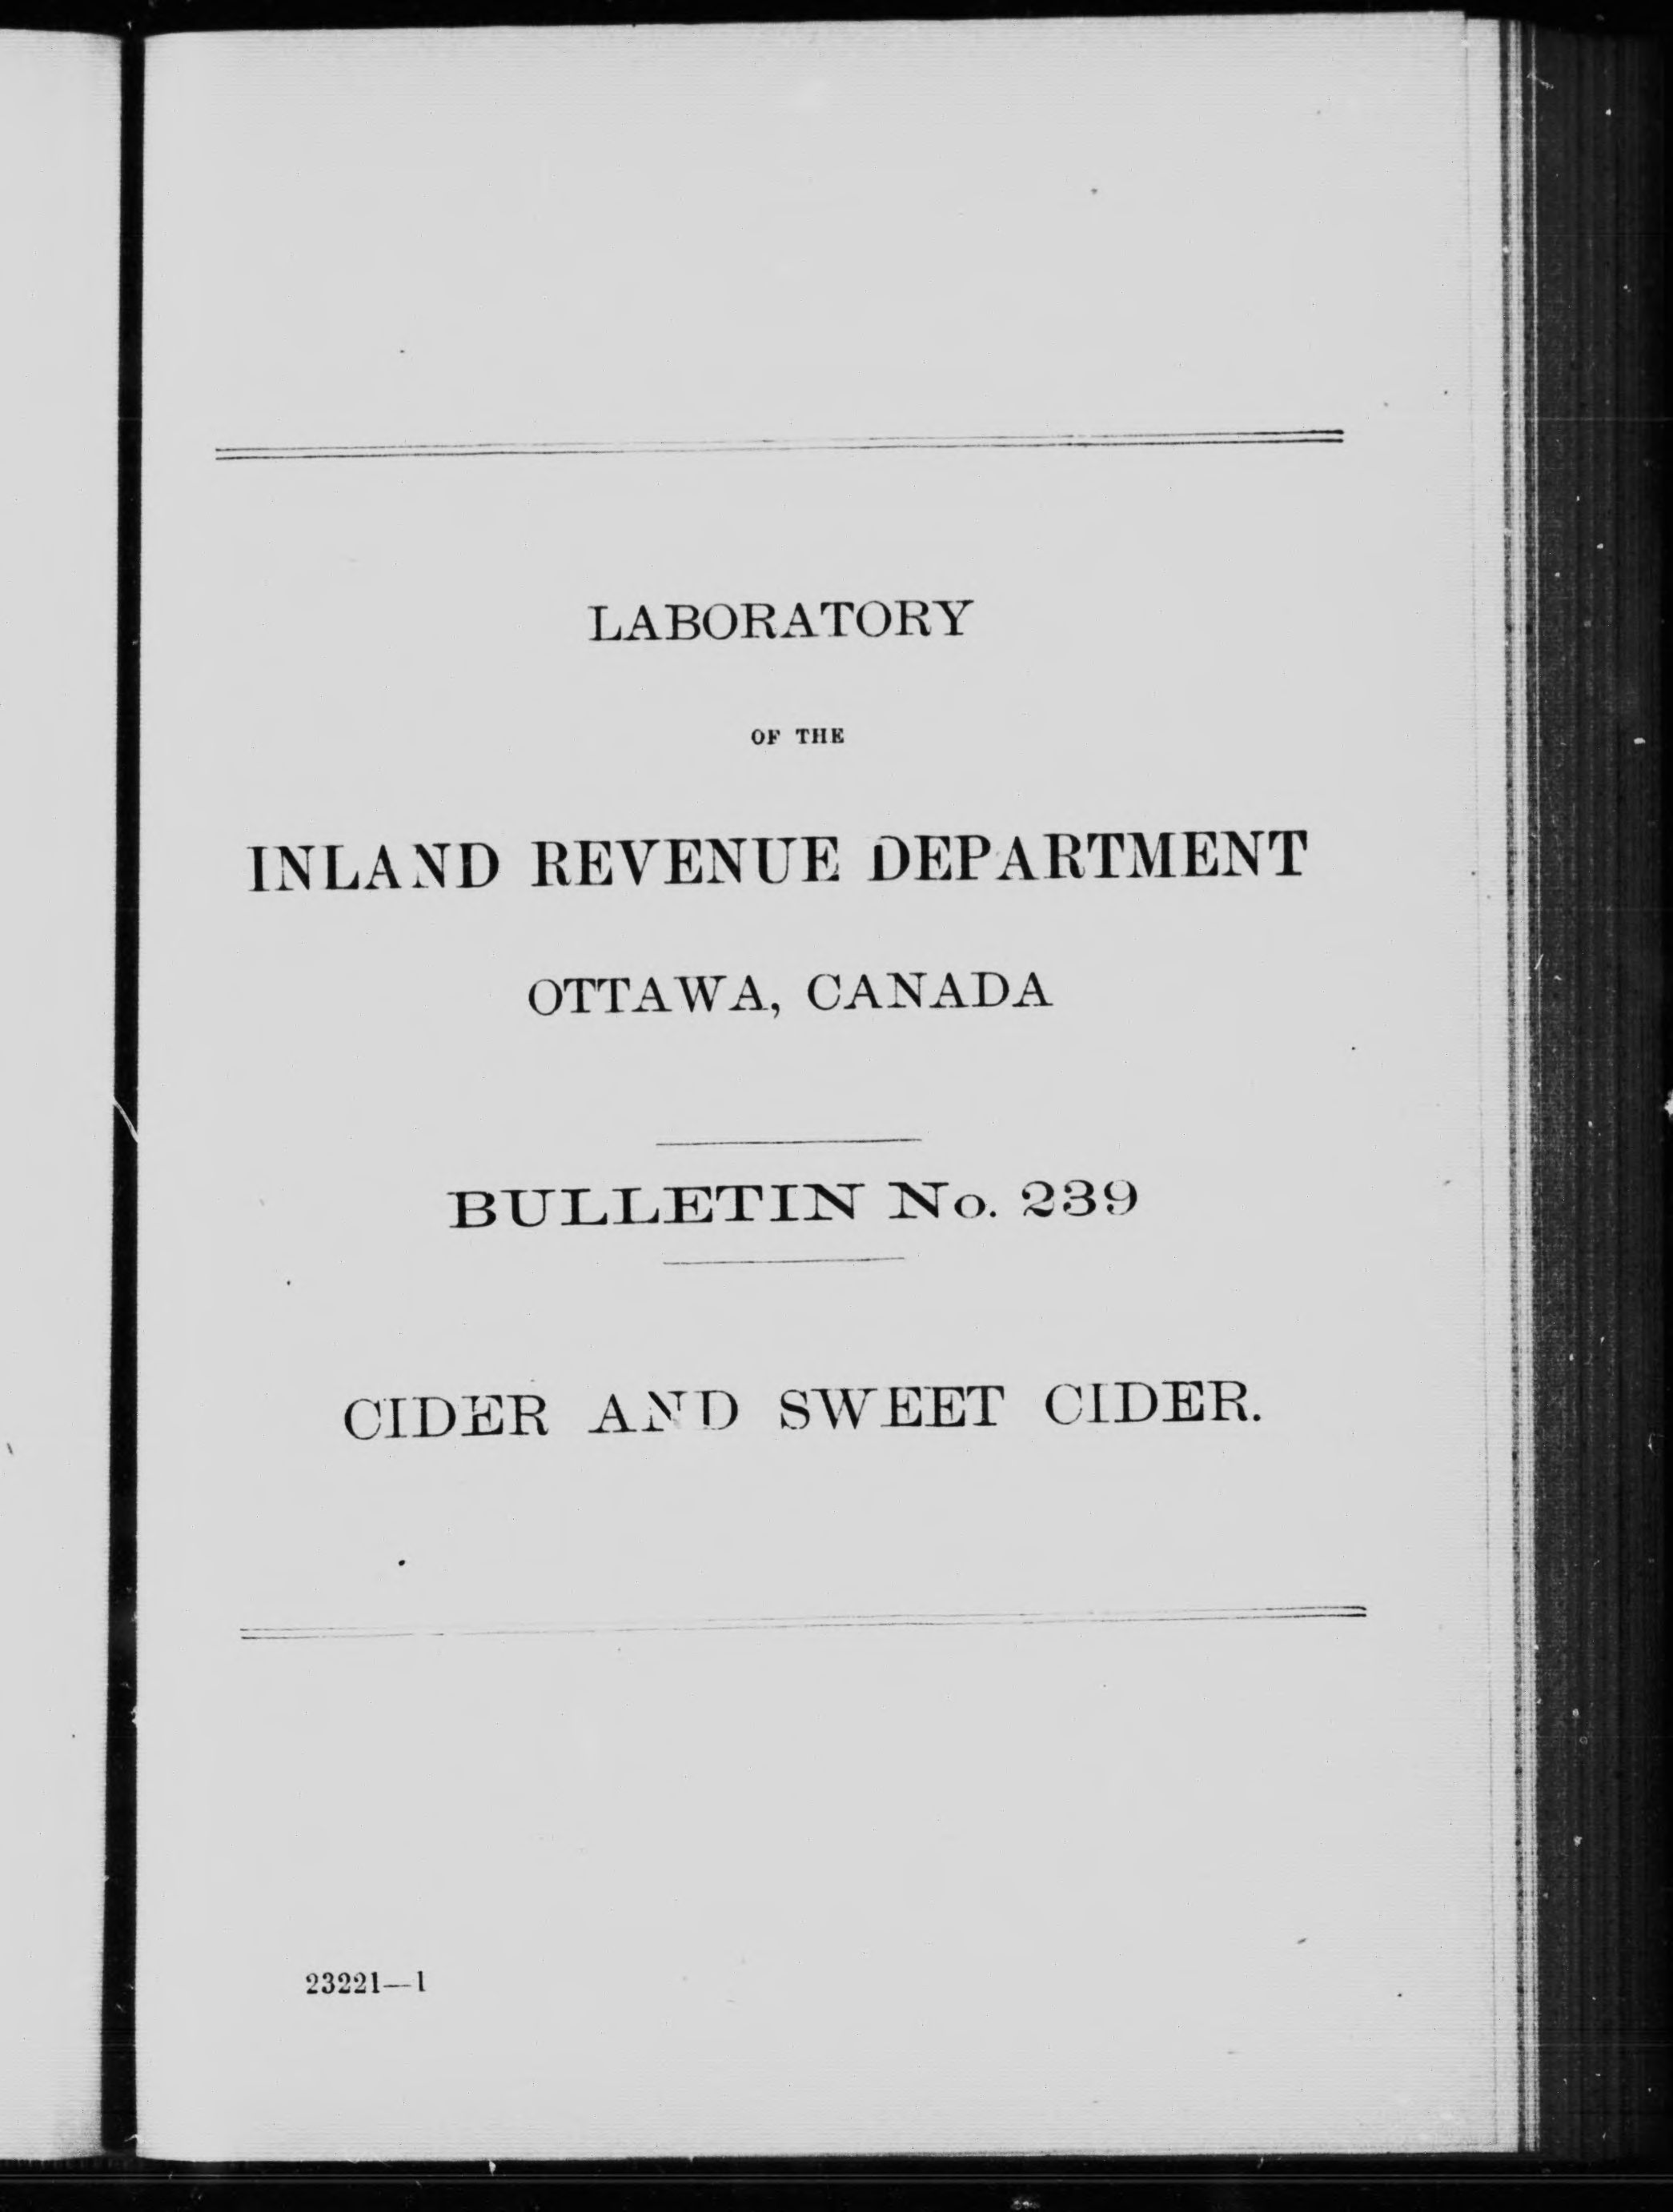 LABORATORY
OF THE
INLAND REVENUE DEPARTMENT
OTTAWA, CANADA
BULLETIN No. 239
CIDER AND SWEET CIDER.
23221—1